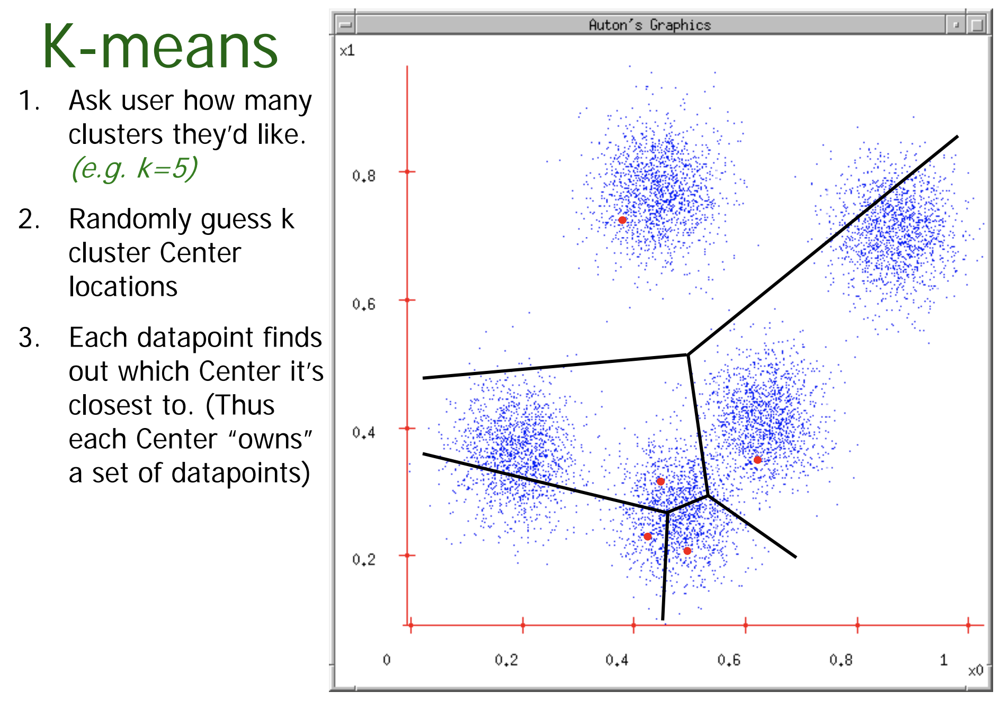 K-means
1. Ask user how many
clusters they'd like.
(e.g. k=5)
2. Randomly guess k
cluster Center
locations
3. Each datapoint finds
out which Center it's
closest to. (Thus
each Center “owns”
a set of datapoints)
Auton's Graphics
x1
0.8
0.6
0.4
0.2
0 0.2 0.4 0.6 0.8 1
x0